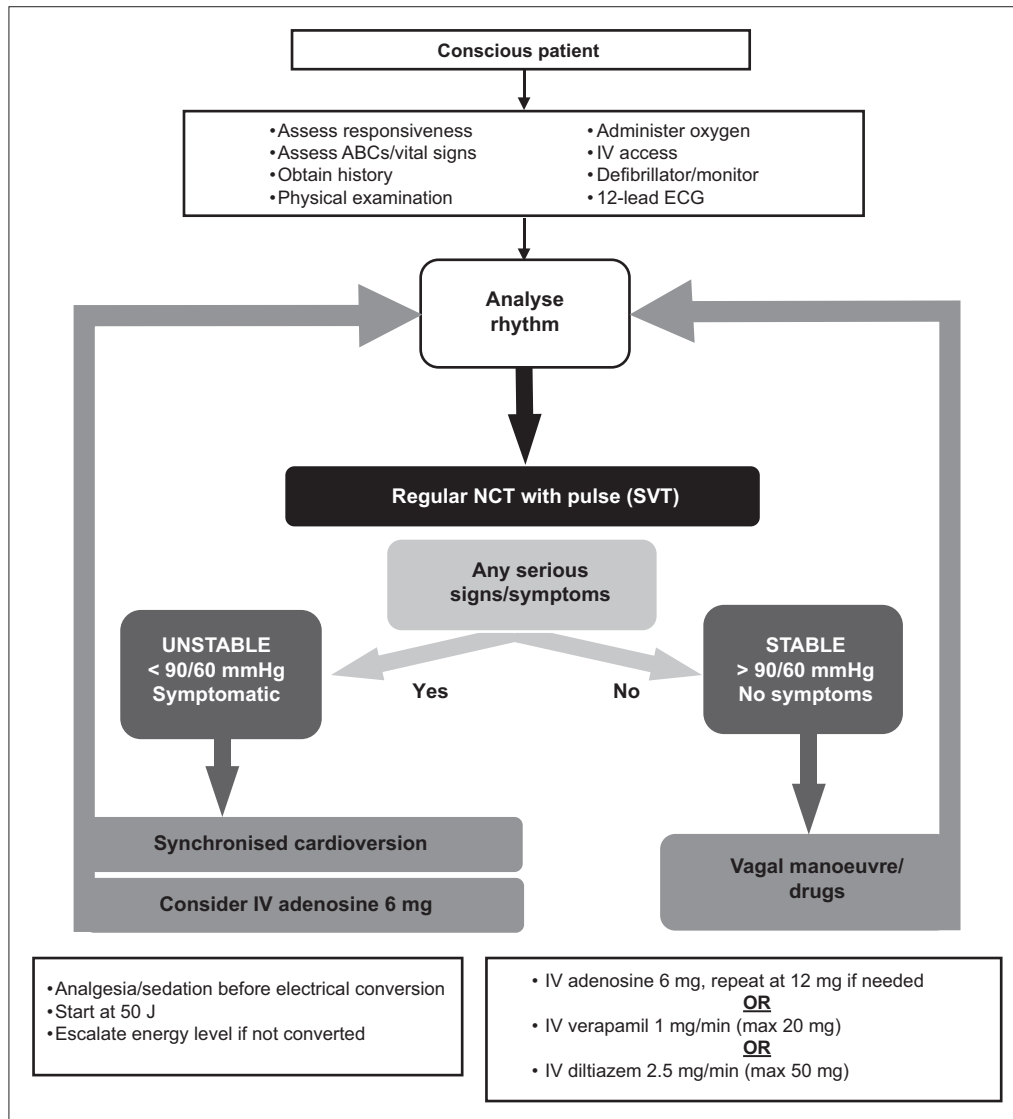 Conscious patient
•Assess responsiveness
•Assess ABCs/vital signs
•Obtain history
•Physical examination
•Administer oxygen
•IV access
•Defibrillator/monitor
•12-lead ECG
Analyse
rhythm
Regular NCT with pulse (SVT)
Any serious
signs/symptoms
UNSTABLE
< 90/60 mmHg
Symptomatic
Yes
No
STABLE
> 90/60 mmHg
No symptoms
Synchronised cardioversion
Consider IV adenosine 6 mg
Vagal manoeuvre/
drugs
•Analgesia/sedation before electrical conversion
•Start at 50 J
•Escalate energy level if not converted
• IV adenosine 6 mg, repeat at 12 mg if needed
OR
• IV verapamil 1 mg/min (max 20 mg)
OR
• IV diltiazem 2.5 mg/min (max 50 mg)